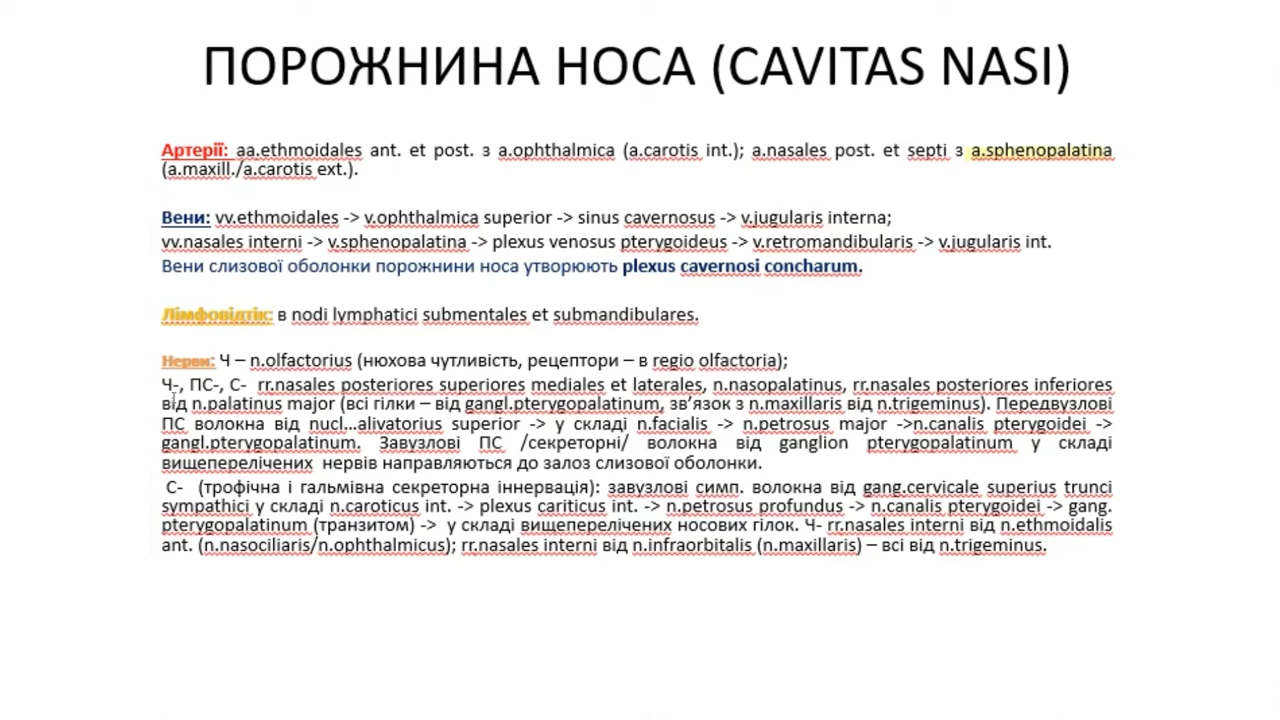 ПОРОЖНИНА НОСА (CAVITAS NASI)
Артерії: aa.ethmoidales ant. et post. з a.ophthalmica (a.carotis int.); a.nasales post. et septi з a.sphenopalatina
(a.maxill./a.carotis ext.).
Вени: vv.ethmoidales -> v.ophthalmica superior -> sinus cavernosus -> v.jugularis interna;
vv.nasales interni -> v.sphenopalatina -> plexus venosus pterygoideus -> v.retromandibularis -> v.jugularis int.
Вени слизової оболонки порожнини носа утворюють plexus cavernosi concharum.
Лімфовідтік: в nodi lymphatici submentales et submandibulares.
Нерви: Ч – n.olfactorius (нюхова чутливість, рецептори – в regio olfactoria);
Ч-, ПС-, С- rr.nasales posteriores superiores mediales et laterales, n.nasopalatinus, rr.nasales posteriores inferiores
від n.palatinus major (всі гілки – від gangl.pterygopalatinum, зв’язок з n.maxillaris від n.trigeminus). Передвузлові
ПС волокна від nucl...alivatorius superior -> у складі n.facialis -> n.petrosus major ->n.canalis pterygoidei ->
gangl.pterygopalatinum. Завузлові ПС /секреторні/ волокна від ganglion pterygopalatinum у складі
вищеперелічених нервів направляються до залоз слизової оболонки.
С- (трофічна і гальмівна секреторна іннервація): завузлові симп. волокна від gang.cervicale superius trunci
sympathici у складі n.caroticus int. -> plexus cariticus int. -> n.petrosus profundus -> n.canalis pterygoidei -> gang.
pterygopalatinum (транзитом) -> у складі вищеперелічених носових гілок. Ч- rr.nasales interni від n.ethmoidalis
ant. (n.nasociliaris/n.ophthalmicus); rr.nasales interni від n.infraorbitalis (n.maxillaris) – всі від n.trigeminus.